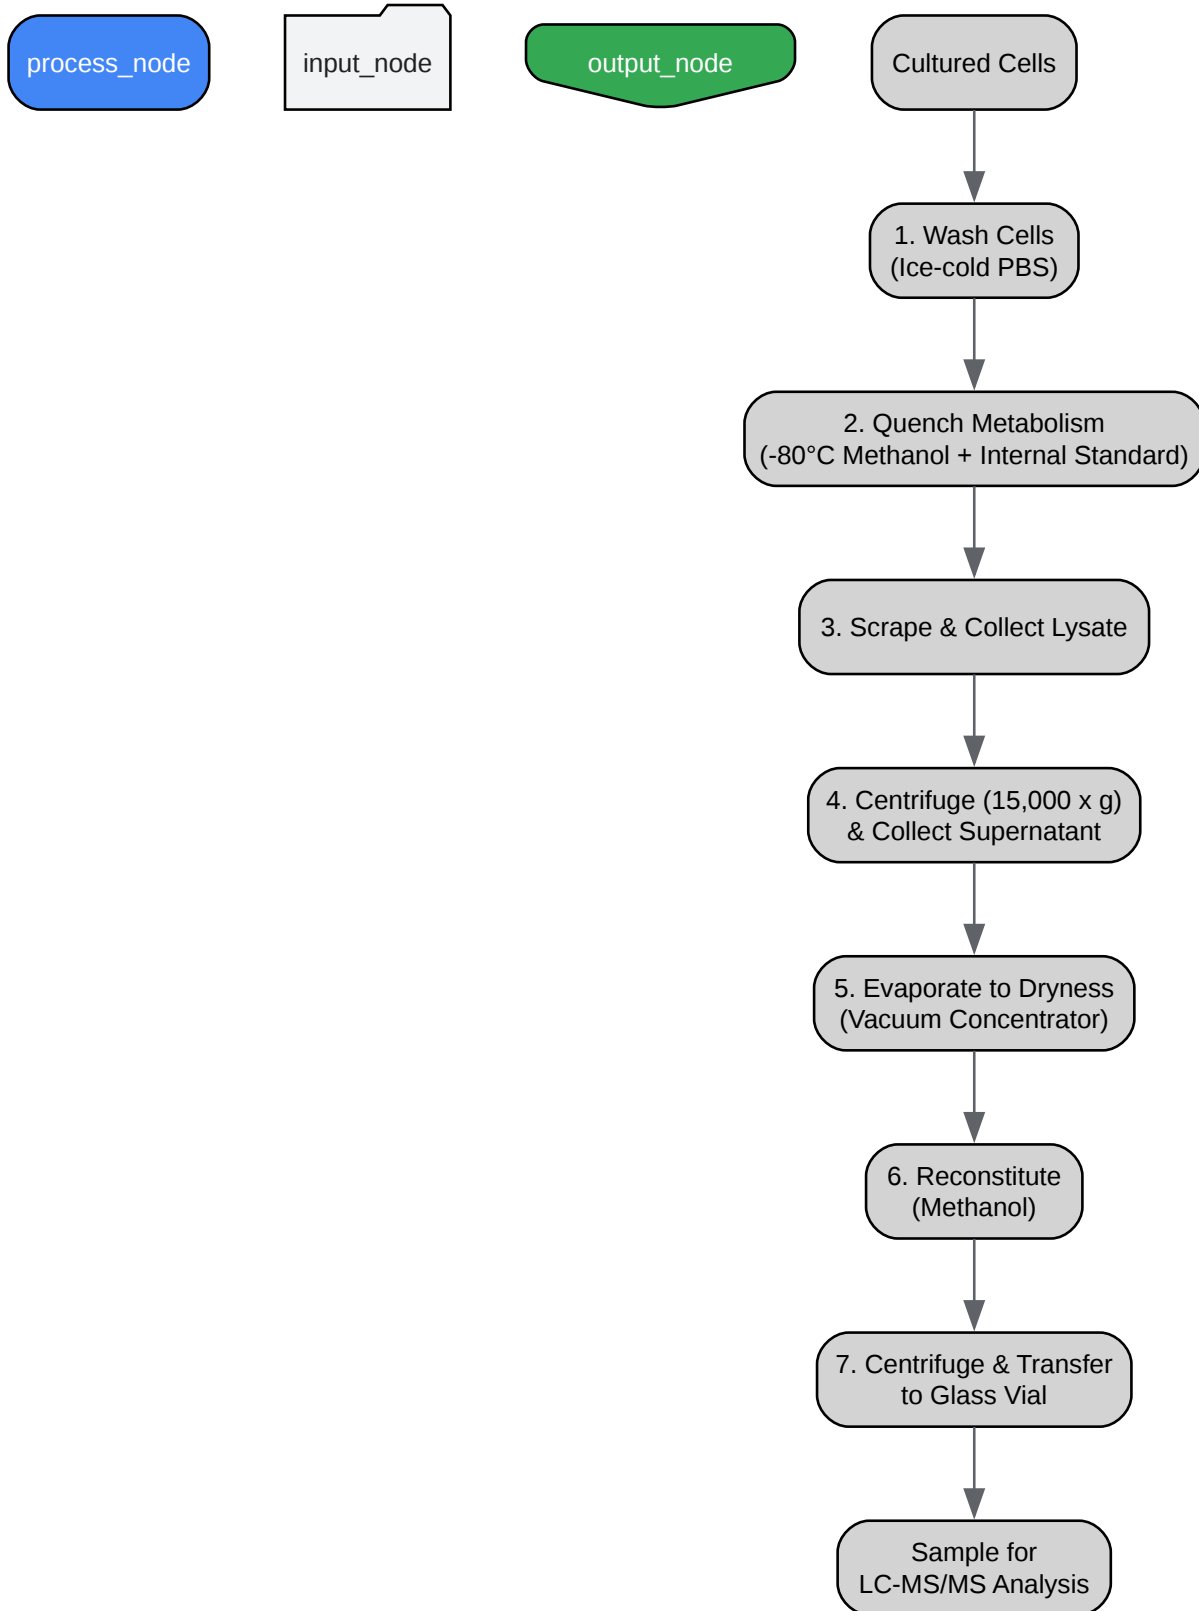 process_node
input_node
output_node
Cultured Cells
1. Wash Cells
(Ice-cold PBS)
2. Quench Metabolism
(-80°C Methanol + Internal Standard)
3. Scrape & Collect Lysate
4. Centrifuge (15,000 x g)
& Collect Supernatant
5. Evaporate to Dryness
(Vacuum Concentrator)
6. Reconstitute
(Methanol)
7. Centrifuge & Transfer
to Glass Vial
Sample for
LC-MS/MS Analysis